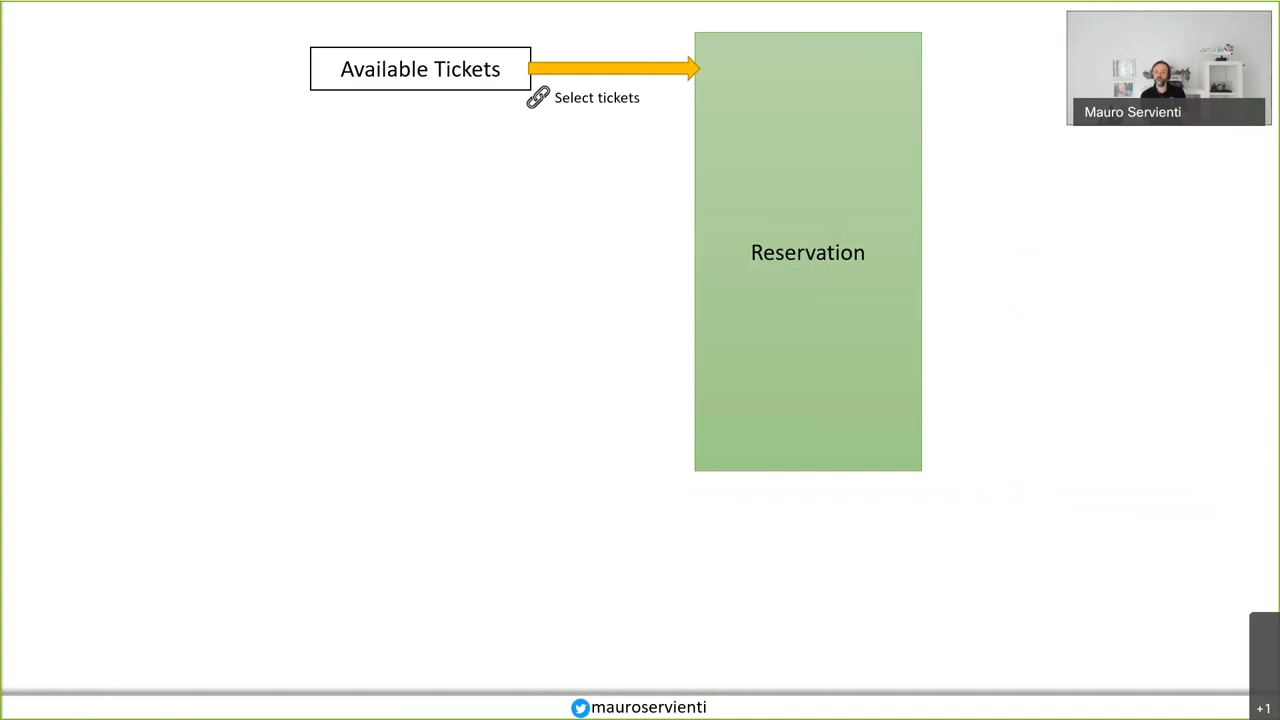 Available Tickets
Select tickets
Mauro Servienti
Reservation
mauroservienti
+1